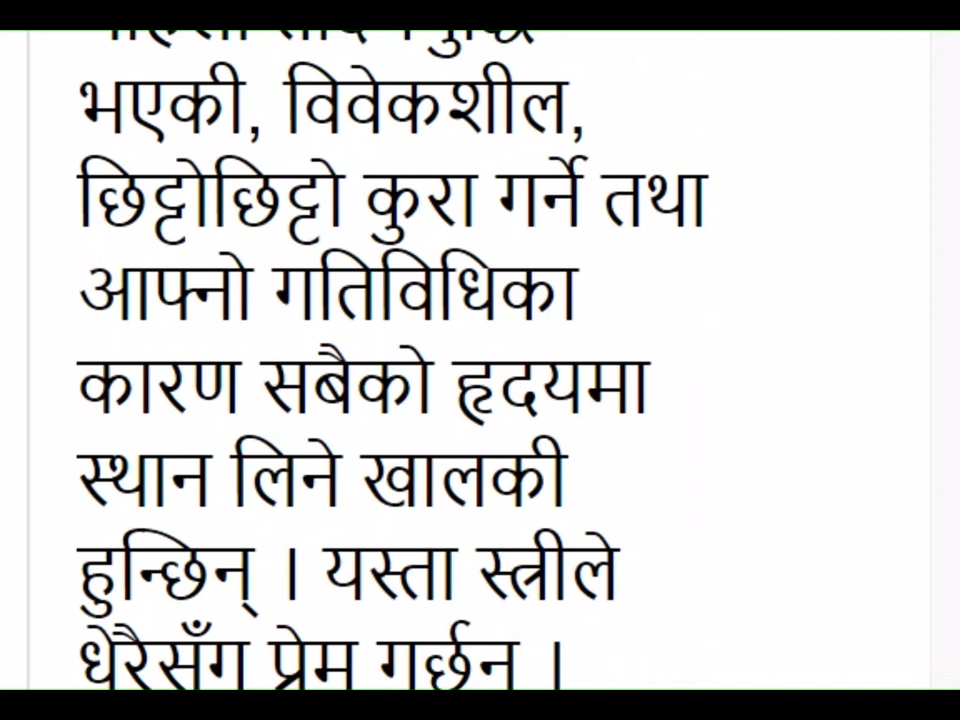 भएकी, विवेकशील,
छिट्टोछिट्टो कुरा गर्ने तथा
आफ्नो गतिविधिका
कारण सबैको हृदयमा
स्थान लिने खालकी
हुन्छिन् । यस्ता स्त्रीले
धेरैसँग प्रेम गर्छन् ।